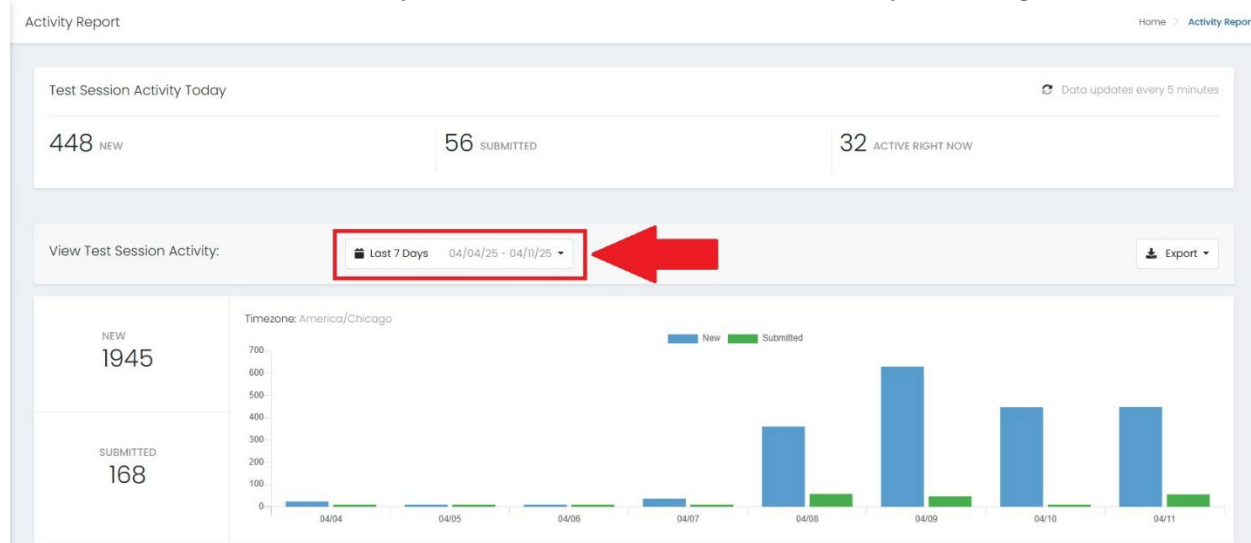 Activity Report
Home > Activity Repor
Test Session Activity Today
Data updates every 5 minutes
448 NEW
56 SUBMITTED
32 ACTIVE RIGHT NOW
View Test Session Activity:
Last 7 Days 04/04/25 - 04/11/25
Export
NEW
1945
SUBMITTED
168
Timezone: America/Chicago
New Submitted
700
600
500
400
300
200
100
0
04/04 04/05 04/06 04/07 04/08 04/09 04/10 04/11